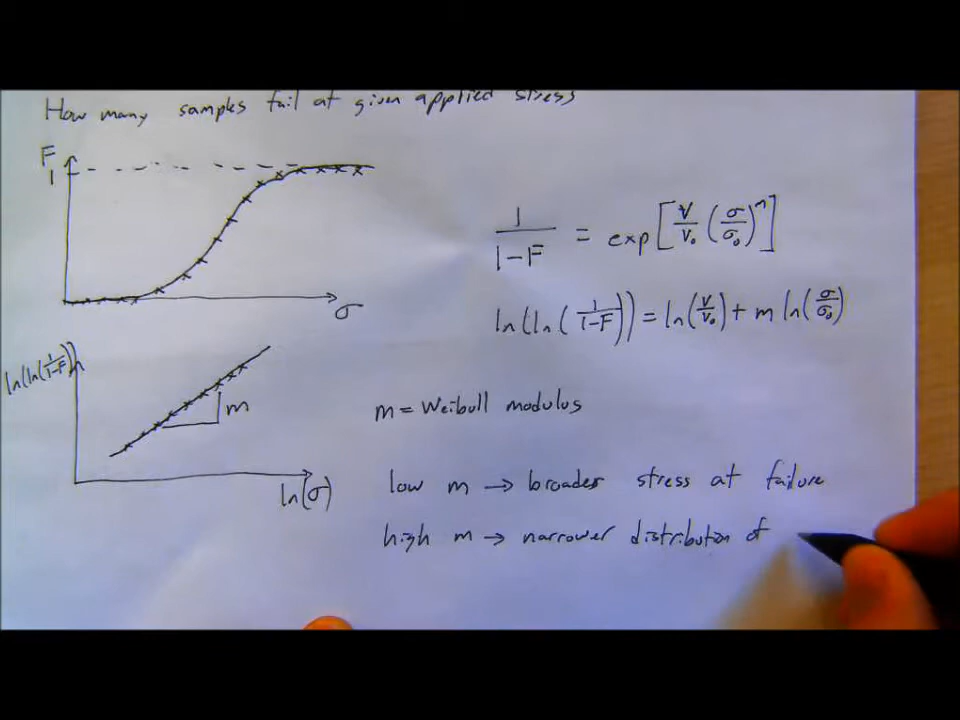 How many samples fail at given applied stress
F
1
σ
1/(1-F) = exp[V/V₀ (σ/σ₀)^m]
ln(ln(1/(1-F))) = ln(V/V₀) + m ln(σ/σ₀)
ln(ln(1/(1-F)))
m
ln(σ)
m = Weibull modulus
low m → broader stress at failure
high m → narrower distribution of